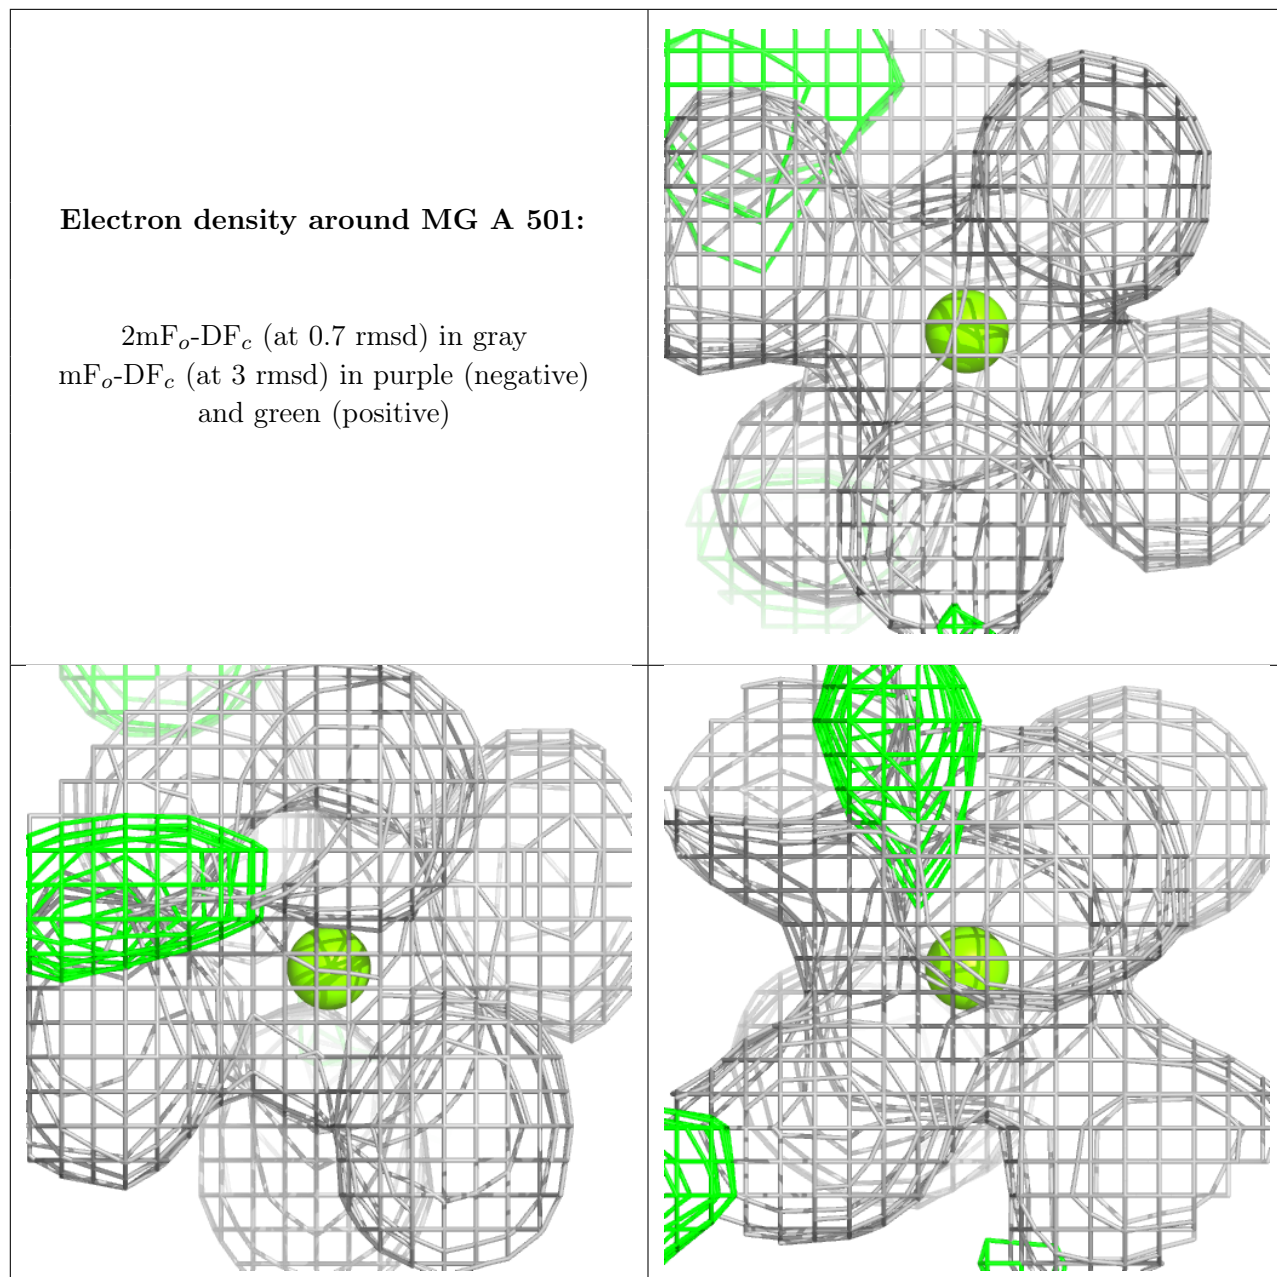 Electron density around MG A 501:
2mFo-DFc (at 0.7 rmsd) in gray
mFo-DFc (at 3 rmsd) in purple (negative)
and green (positive)